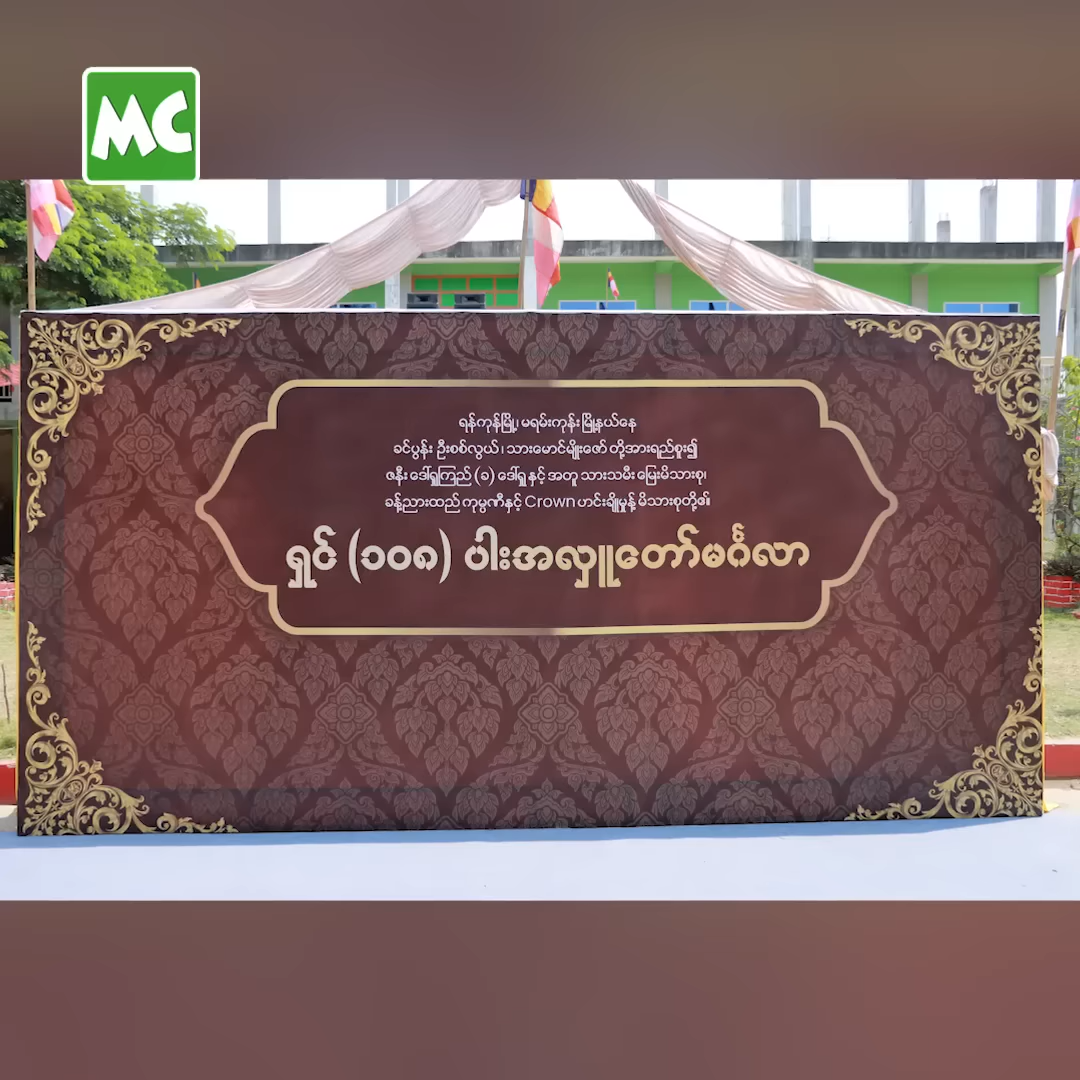 MC
ရန်ကုန်မြို့၊ မရမ်းကုန်းမြို့နယ်နေ
ခင်ပွန်း ဦးစစ်လွယ်၊ သားမောင်မျိုးဇော် တို့အားရည်စူး၍
ဇနီး ဒေါ်ရွှကြည် (ခ) ဒေါ်ရှု နှင့် အတူ သားသမီး မြေးမိသားစု၊
ခန့်ညားထည် ကုမ္ပဏီနှင့် Crown ဟင်းချိုမှုန့် မိသားစုတို့၏
ရှင် (၁၀၈) ပါးအလှူတော်မင်္ဂလာ